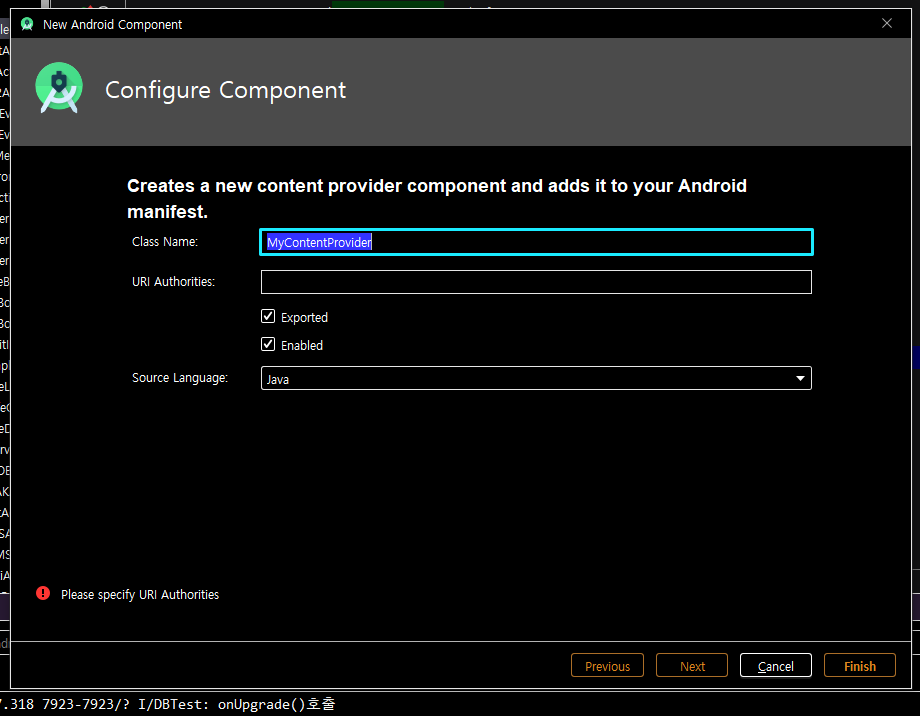 New Android Component
Configure Component
Creates a new content provider component and adds it to your Android
manifest.
Class Name:
MyContentProvider
URI Authorities:
Exported
Enabled
Source Language:
Java
Please specify URI Authorities
Previous
Next
Cancel
Finish
.318 7923-7923/? I/DBTest: onUpgrade()호출